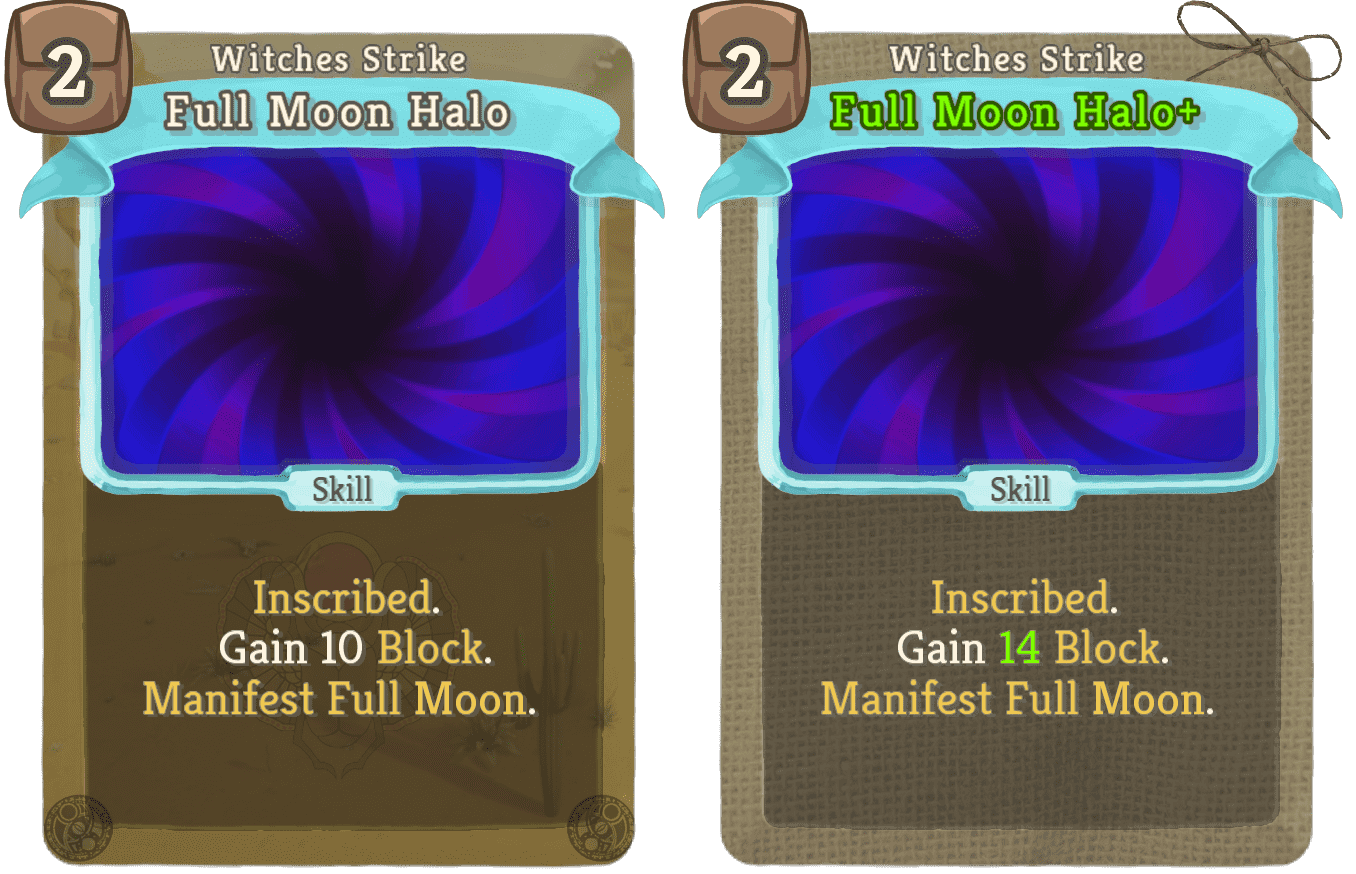 2
Witches Strike
Full Moon Halo
Skill
Inscribed.
Gain 10 Block.
Manifest Full Moon.
2
Witches Strike
Full Moon Halo+
Skill
Inscribed.
Gain 14 Block.
Manifest Full Moon.